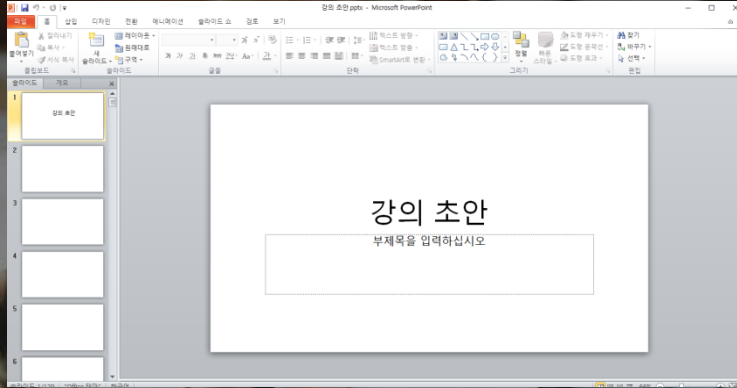 강의 초안.pptx - Microsoft PowerPoint
파일 홈 삽입 디자인 전환 애니메이션 슬라이드 쇼 검토 보기
붙여넣기
잘라내기
복사
서식 복사
클립보드
새
슬라이드
레이아웃
원래대로
구역
슬라이드
글꼴
텍스트 방향
텍스트 맞춤
SmartArt로 변환
단락
정렬
빠른
스타일
도형 채우기
도형 윤곽선
도형 효과
그리기
찾기
바꾸기
선택
편집
슬라이드 개요
1
강의 초안
2
3
4
5
6
강의 초안
부제목을 입력하십시오